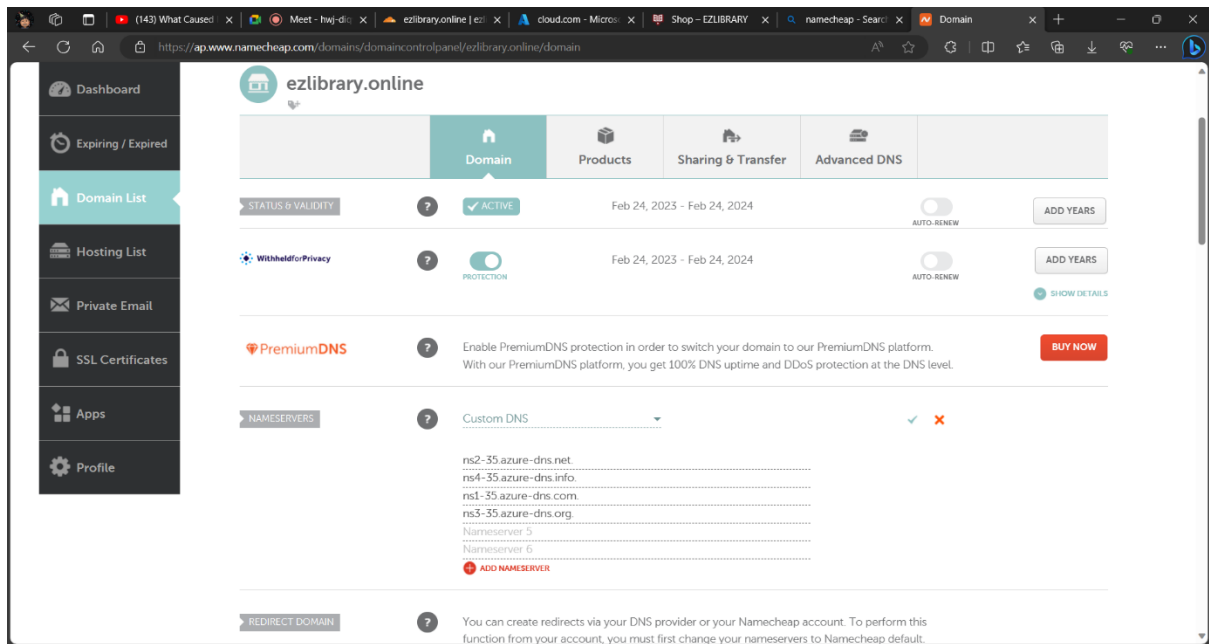 (143) What Caused
Meet - hwj-diq
ezlibrary.online | ezl
cloud.com - Micros
Shop – EZLIBRARY
namecheap - Search
Domain
https://ap.www.namecheap.com/domains/domaincontrolpanel/ezlibrary.online/domain
Dashboard
Expiring / Expired
Domain List
Hosting List
Private Email
SSL Certificates
Apps
Profile
ezlibrary.online
Domain
Products
Sharing & Transfer
Advanced DNS
STATUS & VALIDITY
?
ACTIVE
Feb 24, 2023 - Feb 24, 2024
AUTO-RENEW
ADD YEARS
WithheldforPrivacy
?
PROTECTION
Feb 24, 2023 - Feb 24, 2024
AUTO-RENEW
ADD YEARS
SHOW DETAILS
PremiumDNS
?
Enable PremiumDNS protection in order to switch your domain to our PremiumDNS platform.
With our PremiumDNS platform, you get 100% DNS uptime and DDoS protection at the DNS level.
BUY NOW
NAMESERVERS
?
Custom DNS
ns2-35.azure-dns.net.
ns4-35.azure-dns.info.
ns1-35.azure-dns.com.
ns3-35.azure-dns.org.
Nameserver 5
Nameserver 6
ADD NAMESERVER
REDIRECT DOMAIN
?
You can create redirects via your DNS provider or your Namecheap account. To perform this
function from your account, you must first change your nameservers to Namecheap default.